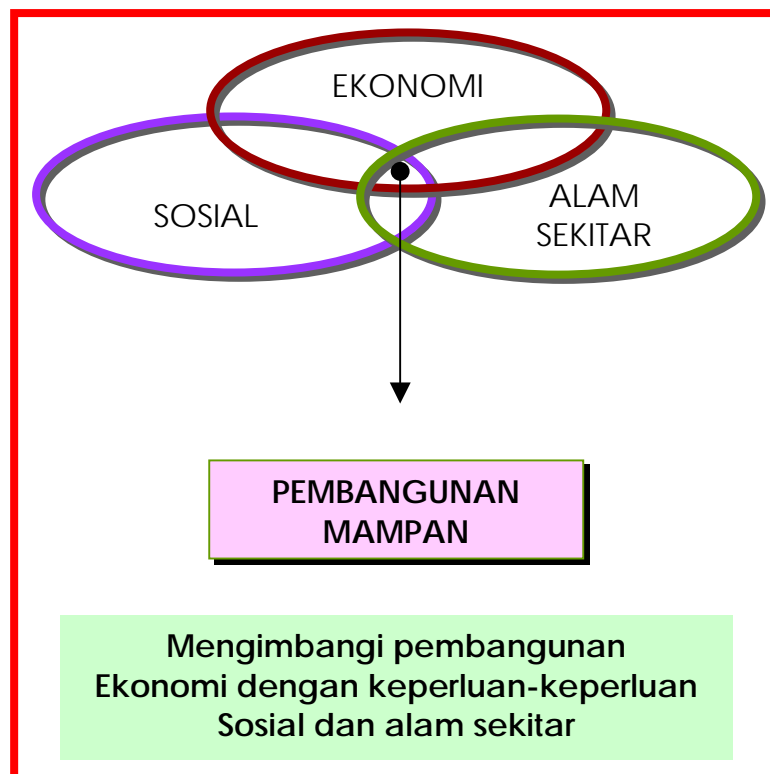 EKONOMI
SOSIAL
ALAM
SEKITAR
PEMBANGUNAN
MAMPAN
Mengimbangi pembangunan
Ekonomi dengan keperluan-keperluan
Sosial dan alam sekitar